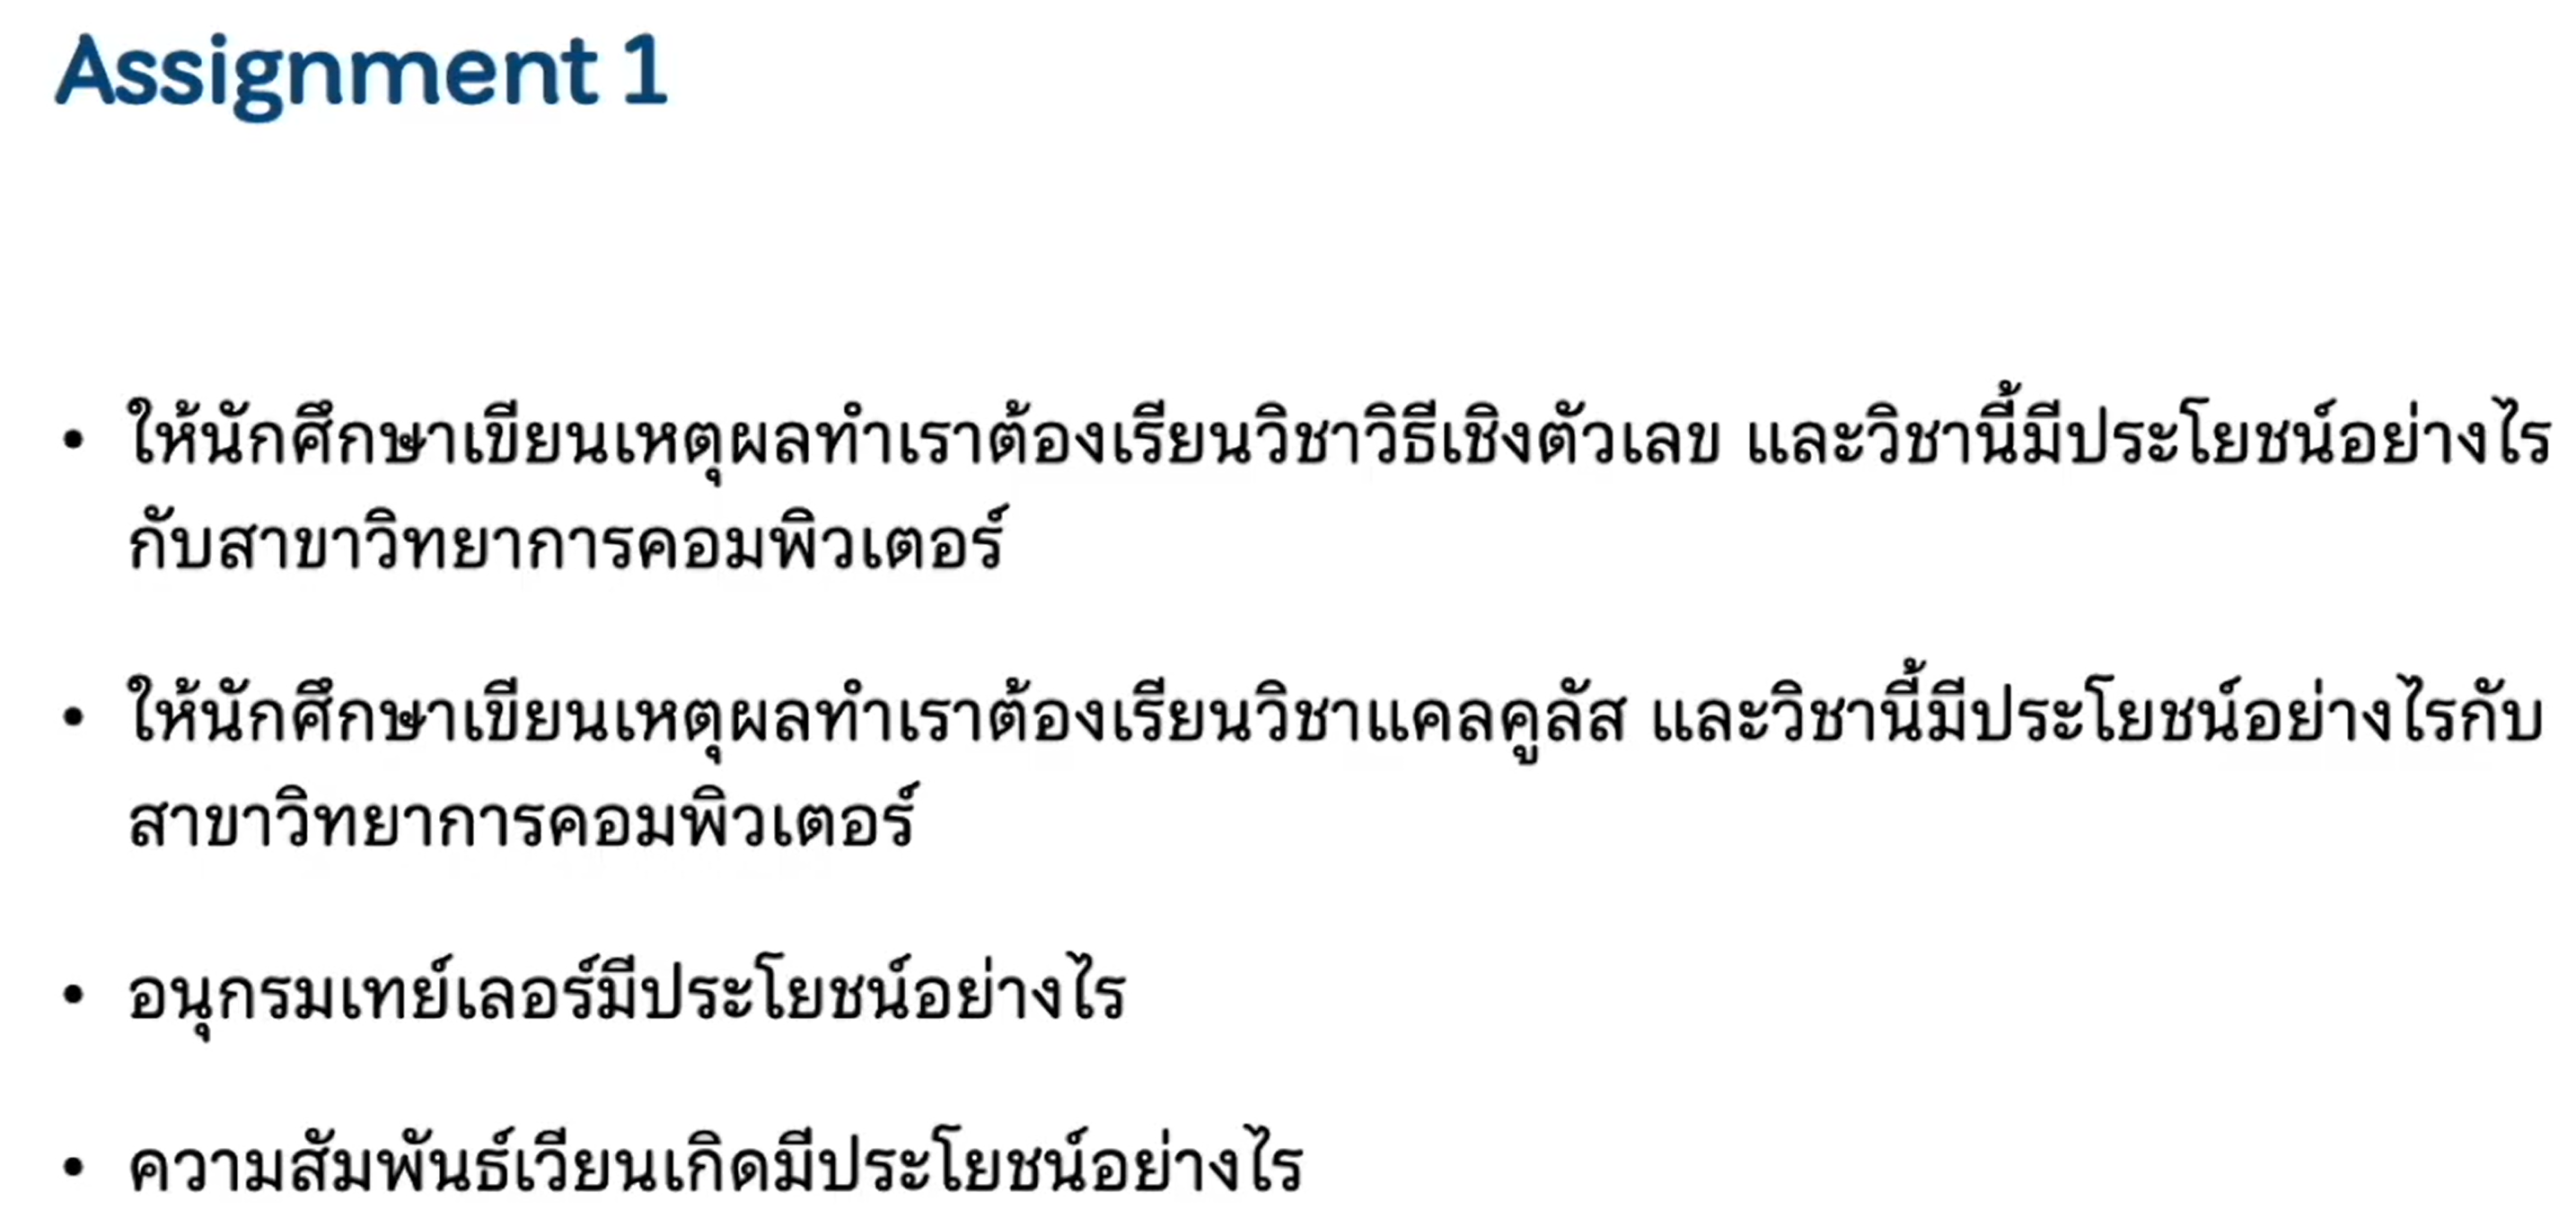 Assignment 1
• ให้นักศึกษาเขียนเหตุผลทำเราต้องเรียนวิชาวิธีเชิงตัวเลข และวิชานี้มีประโยชน์อย่างไร
กับสาขาวิทยาการคอมพิวเตอร์
• ให้นักศึกษาเขียนเหตุผลทำเราต้องเรียนวิชาแคลคูลัส และวิชานี้มีประโยชน์อย่างไรกับ
สาขาวิทยาการคอมพิวเตอร์
• อนุกรมเทย์เลอร์มีประโยชน์อย่างไร
• ความสัมพันธ์เวียนเกิดมีประโยชน์อย่างไร